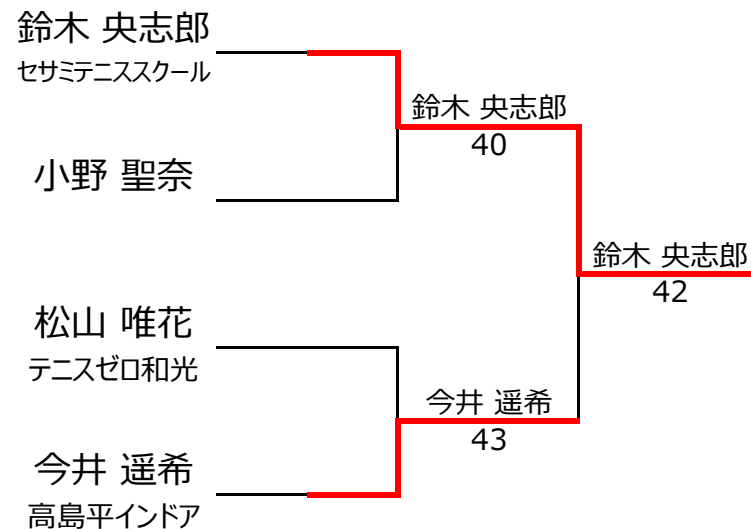 鈴木 央志郎
セサミテニススクール
小野 聖奈
松山 唯花
テニスゼロ和光
今井 遥希
高島平インドア
鈴木 央志郎
40
今井 遥希
43
鈴木 央志郎
42